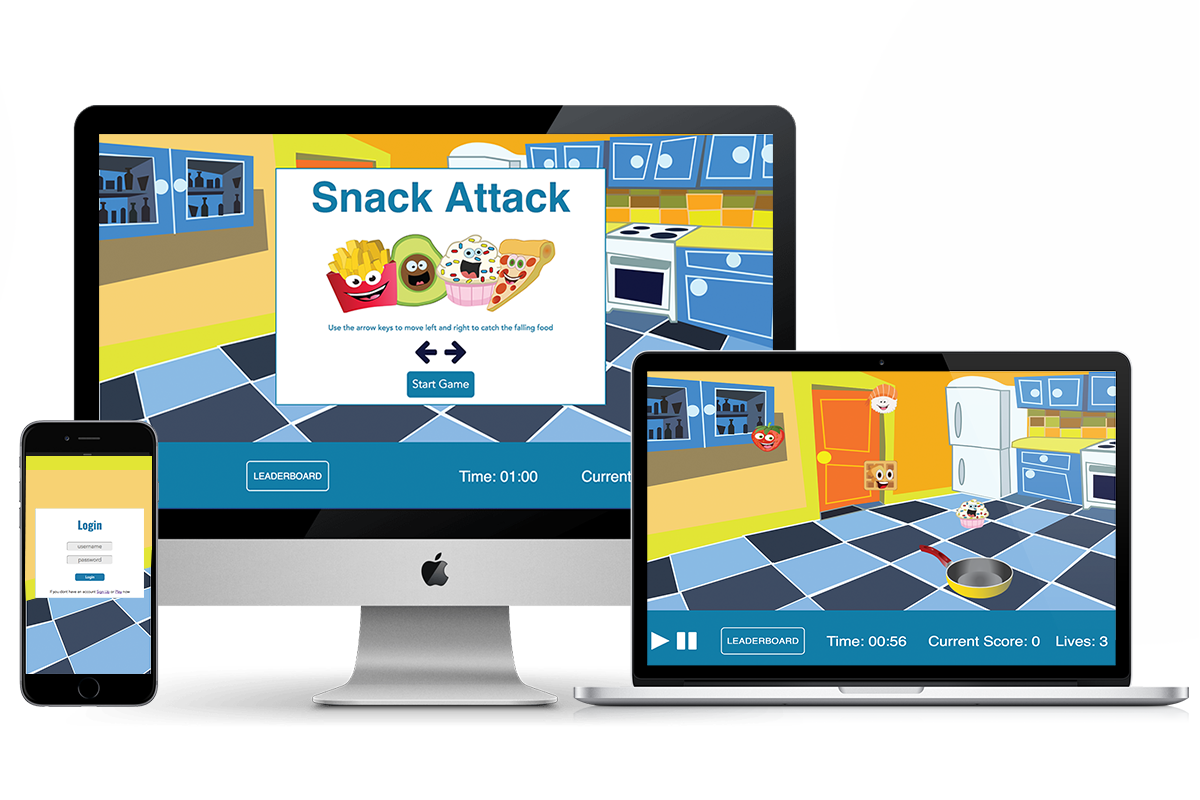 Snack Attack
Use the arrow keys to move left and right to catch the falling food
Start Game
LEADERBOARD
Time: 01:00
Current
Login
username
password
Login
if you dont have an account Sign Up or Play now
LEADERBOARD
Time: 00:56
Current Score: 0
Lives: 3